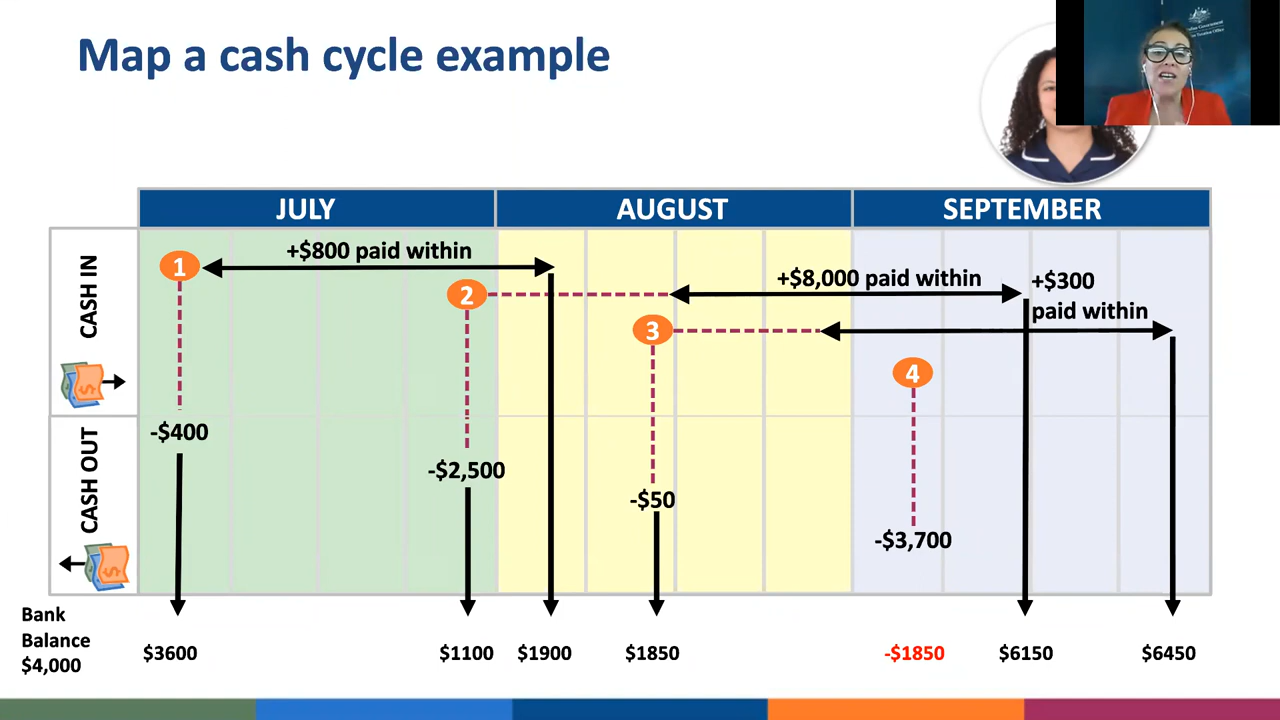 Map a cash cycle example
JULY
AUGUST
SEPTEMBER
CASH IN
+$800 paid within
+$8,000 paid within
+$300
paid within
1
2
3
4
CASH OUT
-$400
-$2,500
-$50
-$3,700
Bank
Balance
$4,000
$3600
$1100
$1900
$1850
-$1850
$6150
$6450